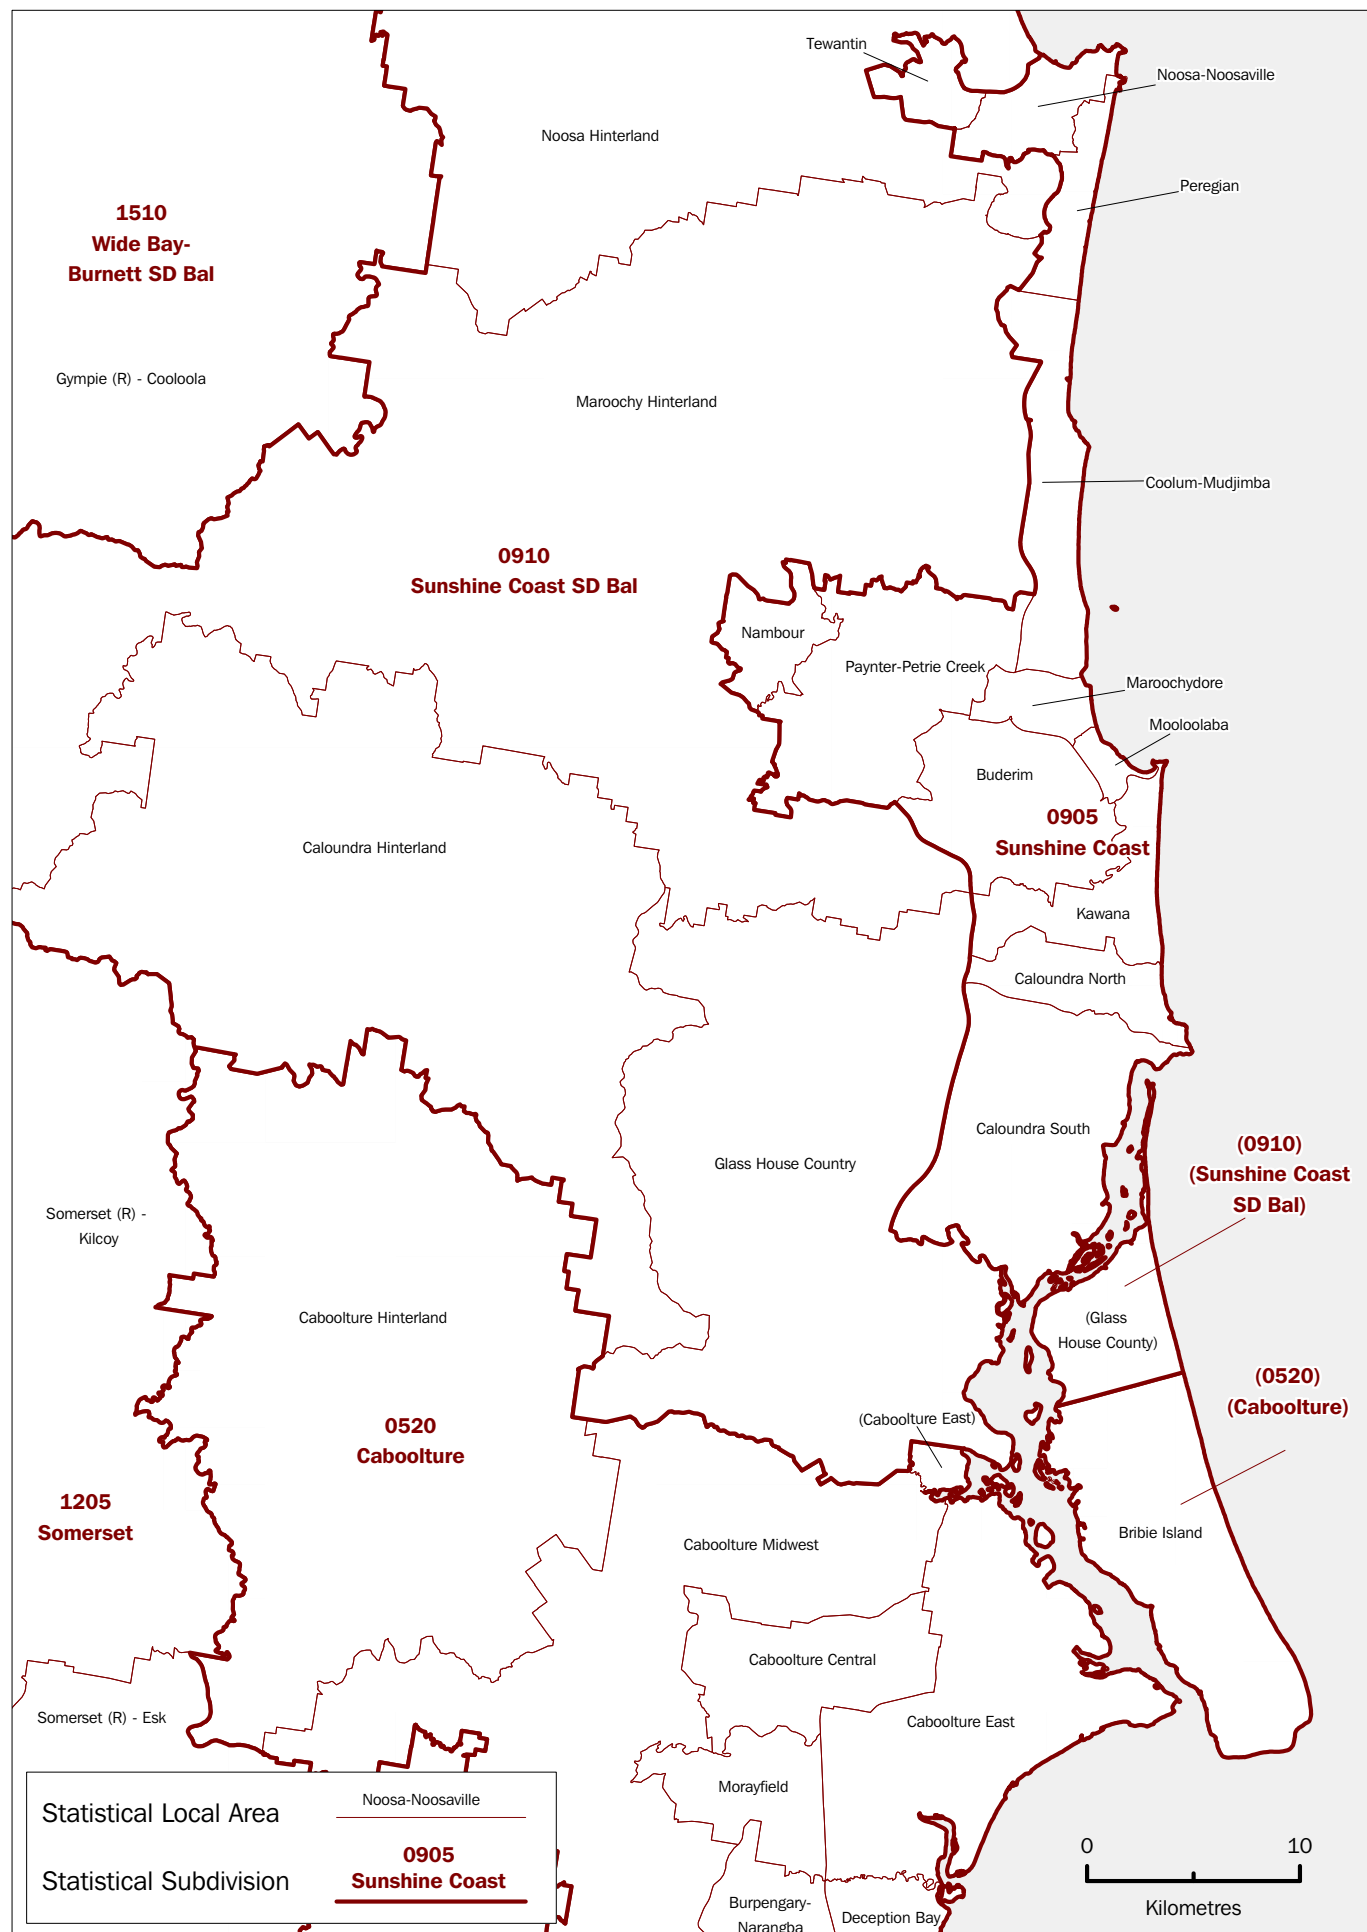 Tewantin
Noosa-Noosaville
Noosa Hinterland
Peregian
1510
Wide Bay-
Burnett SD Bal
Gympie (R) - Cooloola
Maroochy Hinterland
Coolum-Mudjimba
0910
Sunshine Coast SD Bal
Nambour
Paynter-Petrie Creek
Maroochydore
Mooloolaba
Buderim
0905
Sunshine Coast
Caloundra Hinterland
Kawana
Caloundra North
Caloundra South
(0910)
(Sunshine Coast
SD Bal)
Glass House Country
Somerset (R) -
Kilcoy
Caboolture Hinterland
(Glass
House County)
(0520)
(Caboolture)
(Caboolture East)
0520
Caboolture
1205
Somerset
Caboolture Midwest
Bribie Island
Caboolture Central
Somerset (R) - Esk
Caboolture East
Morayfield
Burpengary-
Narangba
Deception Bay
Statistical Local Area
Noosa-Noosaville
Statistical Subdivision
0905
Sunshine Coast
0 10
Kilometres